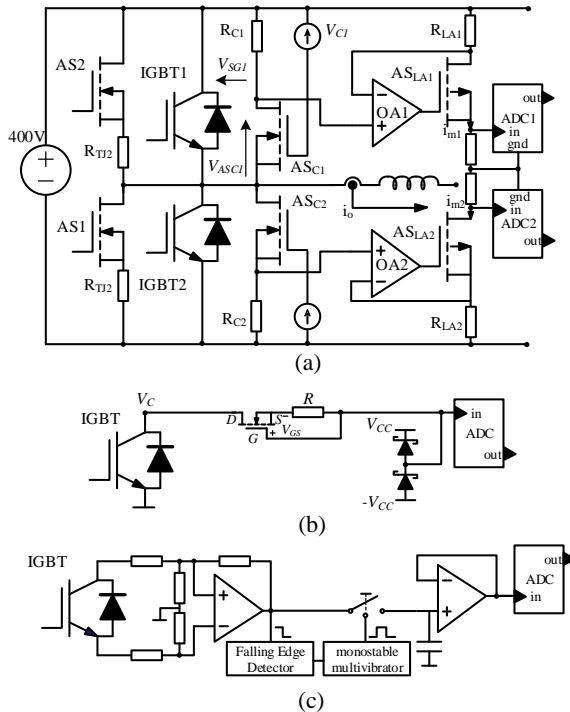 (a)
AS2
IGBT1
R_C1
V_C1
R_LA1
V_SG1
AS_LA1
OA1
out
ADC1
in
gnd
i_m1
400V
R_TJ2
V_ASC1
AS_C1
AS1
AS_C2
i_o
i_m2
gnd
in
ADC2
out
AS_LA2
R_TJ2
IGBT2
OA2
R_C2
R_LA2
(a)
V_C
IGBT
D
S
R
G
V_GS
V_CC
-V_CC
in
ADC
out
(b)
IGBT
out
ADC
in
Falling Edge
Detector
monostable
multivibrator
(c)